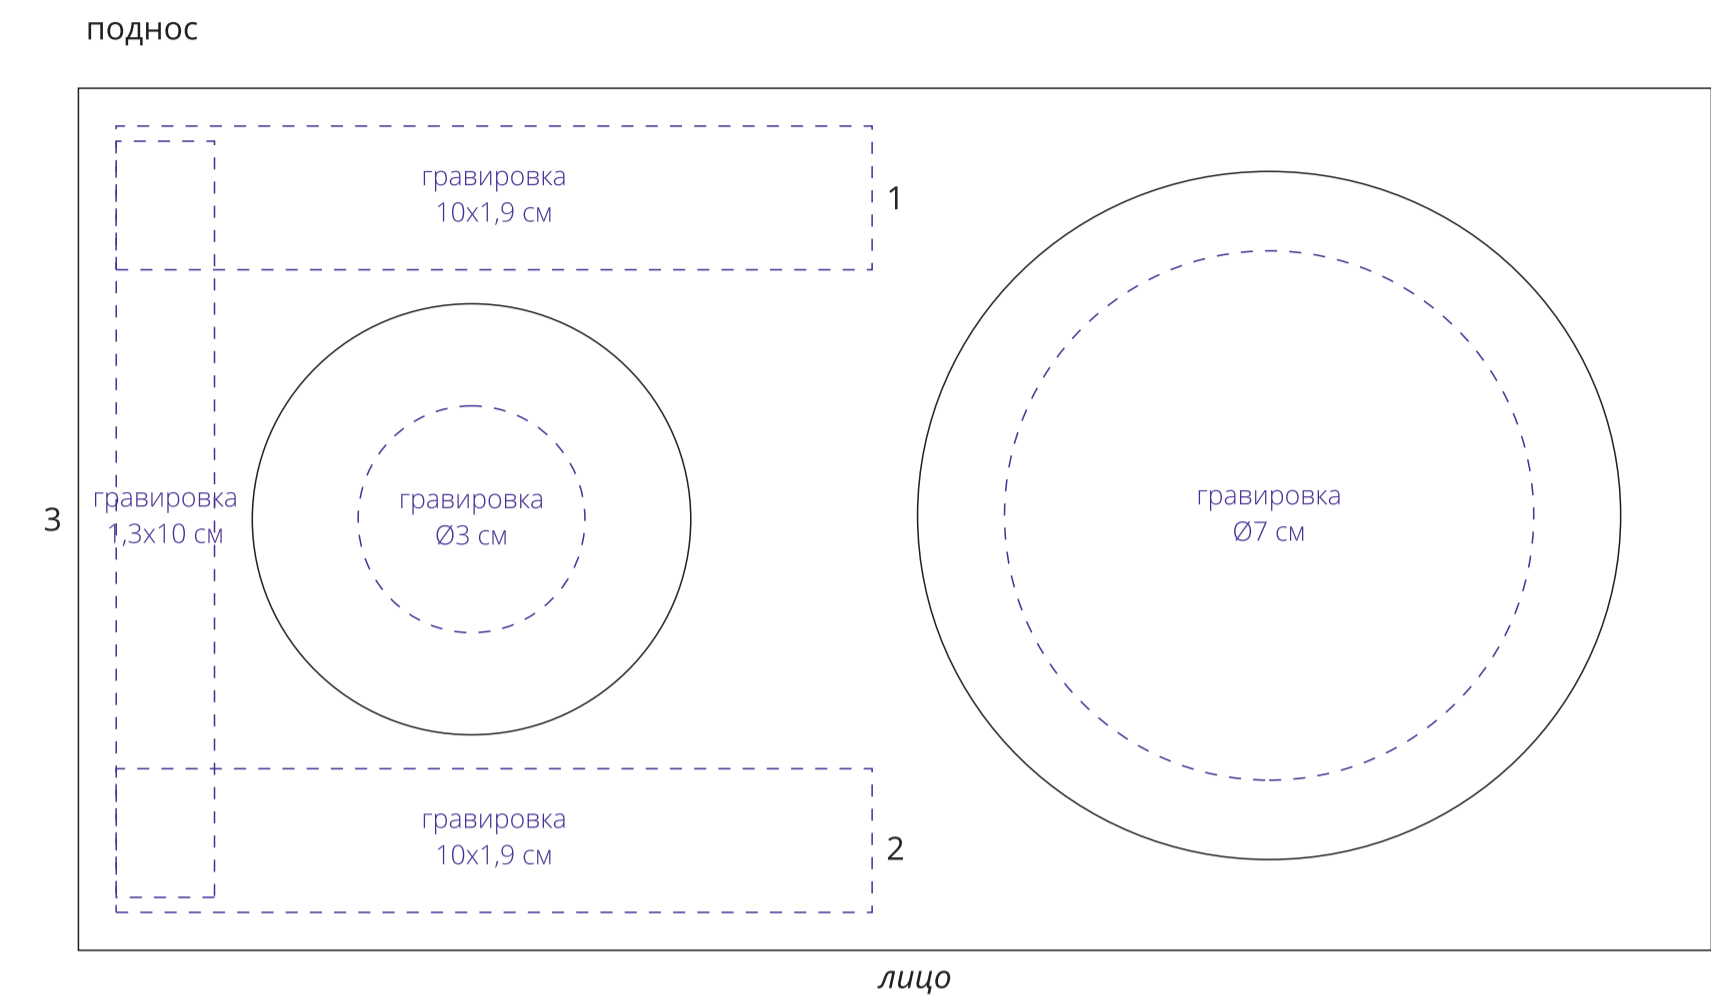 поднос
гравировка
10х1,9 см
1
3
гравировка
1,3х10 см
гравировка
Ø3 см
гравировка
Ø7 см
гравировка
10х1,9 см
2
лицо